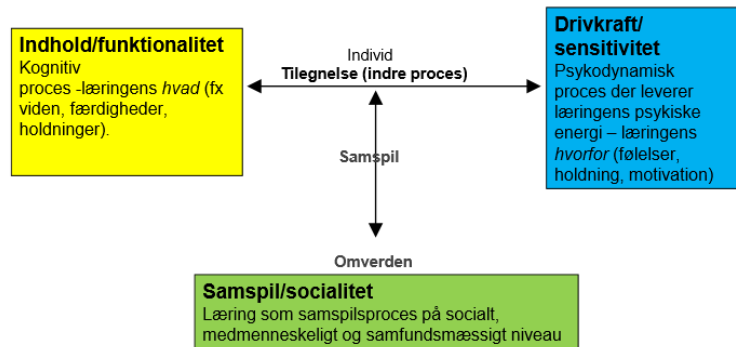 Indhold/funktionalitet
Kognitiv
proces -læringens hvad (fx
viden, færdigheder,
holdninger).
Individ
Tilegnelse (indre proces)
Drivkraft/
sensitivitet
Psykodynamisk
proces der leverer
læringens psykiske
energi – læringens
hvorfor (følelser,
holdning, motivation)
Samspil
Omverden
Samspil/socialitet
Læring som samspilsproces på socialt,
medmenneskeligt og samfundsmæssigt niveau